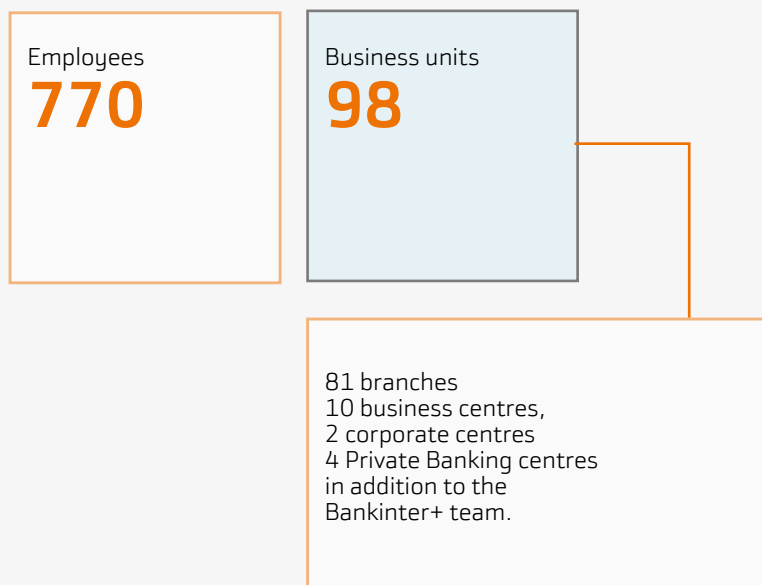 Employees
770
Business units
98
81 branches
10 business centres,
2 corporate centres
4 Private Banking centres
in addition to the
Bankinter+ team.